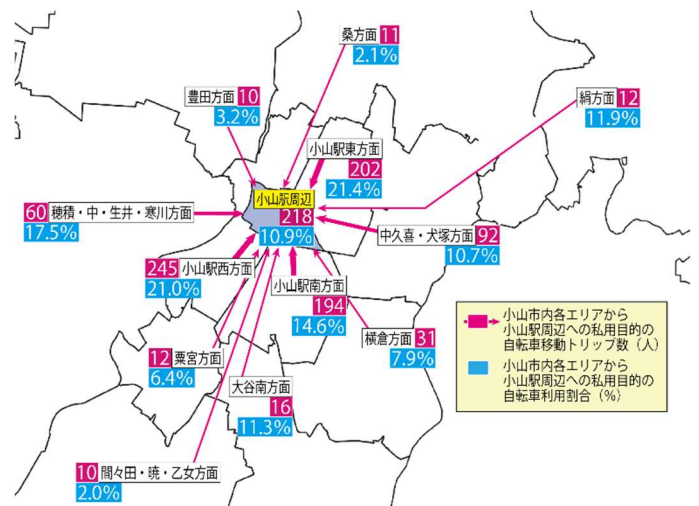 桑方面 11
2.1%
豊田方面 10
3.2%
絹方面 12
11.9%
小山駅東方面
202
21.4%
小山駅周辺
218
10.9%
60 穂積・中・生井・寒川方面
17.5%
中久喜・犬塚方面 92
10.7%
245 小山駅西方面
21.0%
小山駅南方面
194
14.6%
横倉方面 31
7.9%
12 粟宮方面
6.4%
大谷南方面
16
11.3%
10 間々田・暁・乙女方面
2.0%
小山市内各エリアから
小山駅周辺への私用目的の
自転車移動トリップ数（人）
小山市内各エリアから
小山駅周辺への私用目的の
自転車利用割合（%）